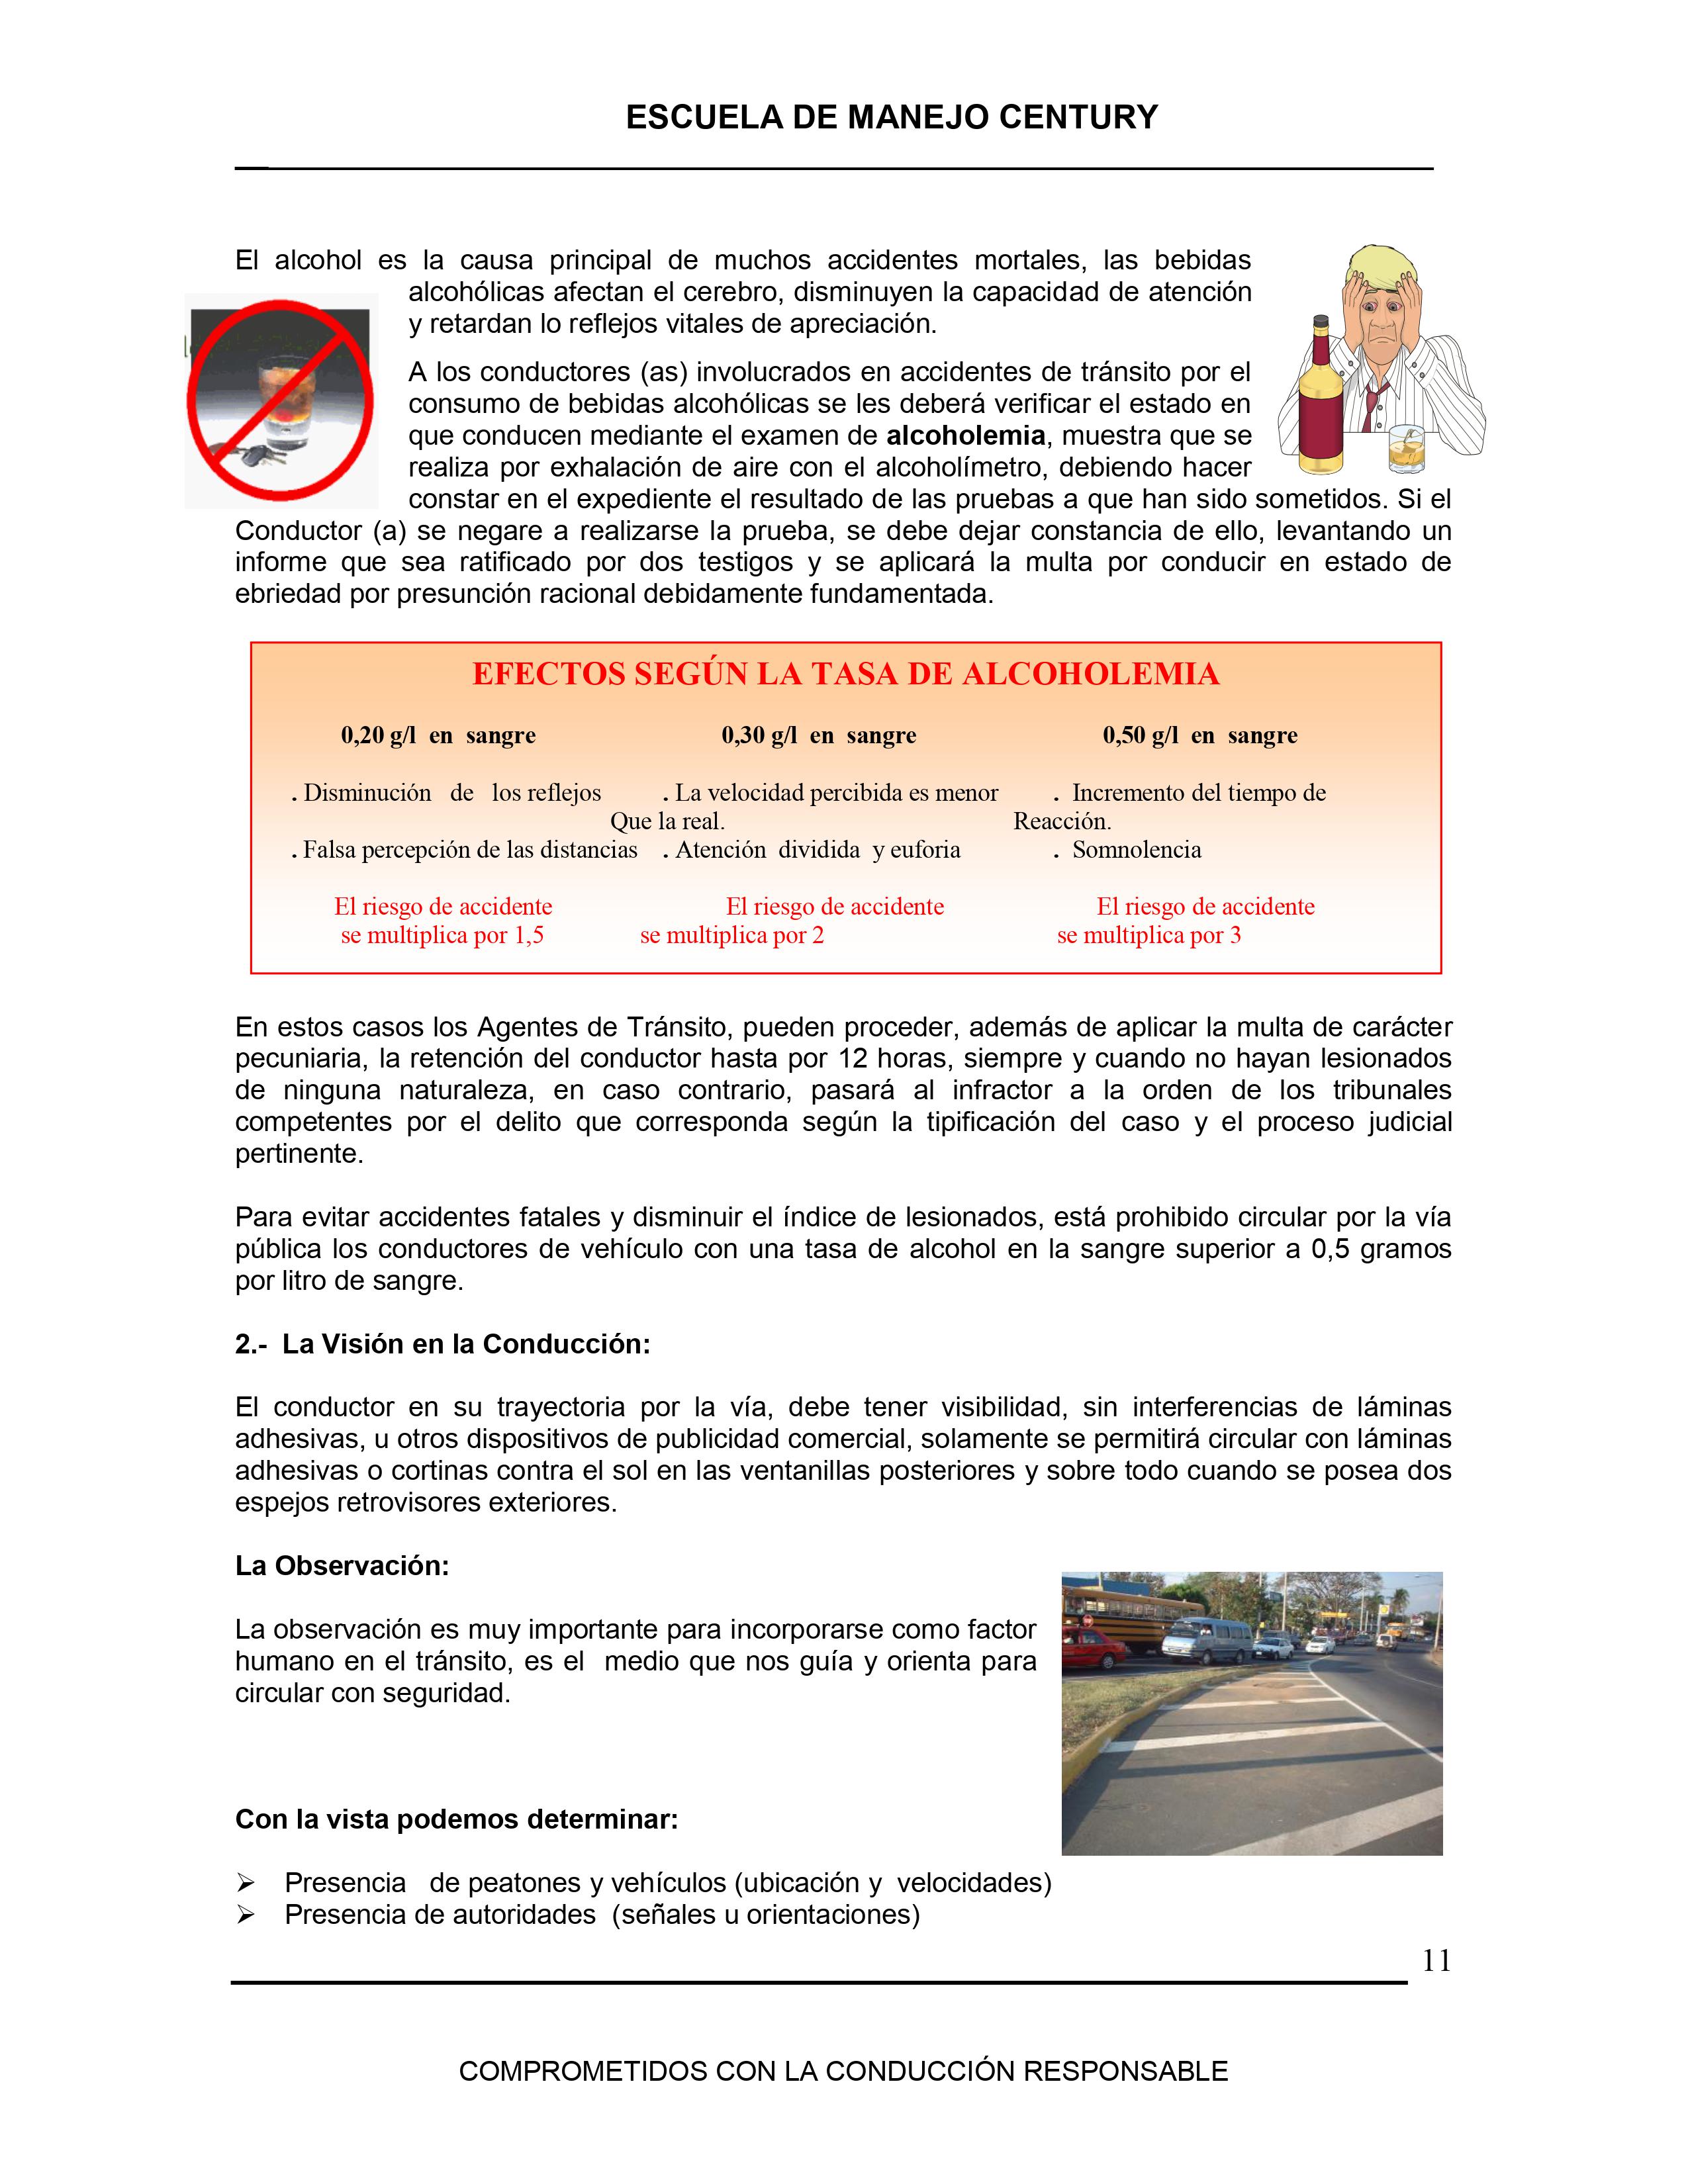 ESCUELA DE MANEJO CENTURY
El alcohol es la causa principal de muchos accidentes mortales, las bebidas
alcohólicas afectan el cerebro, disminuyen la capacidad de atención
y retardan lo reflejos vitales de apreciación.
A los conductores (as) involucrados en accidentes de tránsito por el
consumo de bebidas alcohólicas se les deberá verificar el estado en
que conducen mediante el examen de alcoholemia, muestra que se
realiza por exhalación de aire con el alcoholímetro, debiendo hacer
constar en el expediente el resultado de las pruebas a que han sido sometidos. Si el
Conductor (a) se negare a realizarse la prueba, se debe dejar constancia de ello, levantando un
informe que sea ratificado por dos testigos y se aplicará la multa por conducir en estado de
ebriedad por presunción racional debidamente fundamentada.
EFECTOS SEGÚN LA TASA DE ALCOHOLEMIA
0,20 g/l en sangre 0,30 g/l en sangre 0,50 g/l en sangre
. Disminución de los reflejos . La velocidad percibida es menor . Incremento del tiempo de
Que la real. Reacción.
. Falsa percepción de las distancias . Atención dividida y euforia . Somnolencia
El riesgo de accidente El riesgo de accidente El riesgo de accidente
se multiplica por 1,5 se multiplica por 2 se multiplica por 3
En estos casos los Agentes de Tránsito, pueden proceder, además de aplicar la multa de carácter
pecuniaria, la retención del conductor hasta por 12 horas, siempre y cuando no hayan lesionados
de ninguna naturaleza, en caso contrario, pasará al infractor a la orden de los tribunales
competentes por el delito que corresponda según la tipificación del caso y el proceso judicial
pertinente.
Para evitar accidentes fatales y disminuir el índice de lesionados, está prohibido circular por la vía
pública los conductores de vehículo con una tasa de alcohol en la sangre superior a 0,5 gramos
por litro de sangre.
2.- La Visión en la Conducción:
El conductor en su trayectoria por la vía, debe tener visibilidad, sin interferencias de láminas
adhesivas, u otros dispositivos de publicidad comercial, solamente se permitirá circular con láminas
adhesivas o cortinas contra el sol en las ventanillas posteriores y sobre todo cuando se posea dos
espejos retrovisores exteriores.
La Observación:
La observación es muy importante para incorporarse como factor
humano en el tránsito, es el medio que nos guía y orienta para
circular con seguridad.
Con la vista podemos determinar:
➢ Presencia de peatones y vehículos (ubicación y velocidades)
➢ Presencia de autoridades (señales u orientaciones)
11
COMPROMETIDOS CON LA CONDUCCIÓN RESPONSABLE